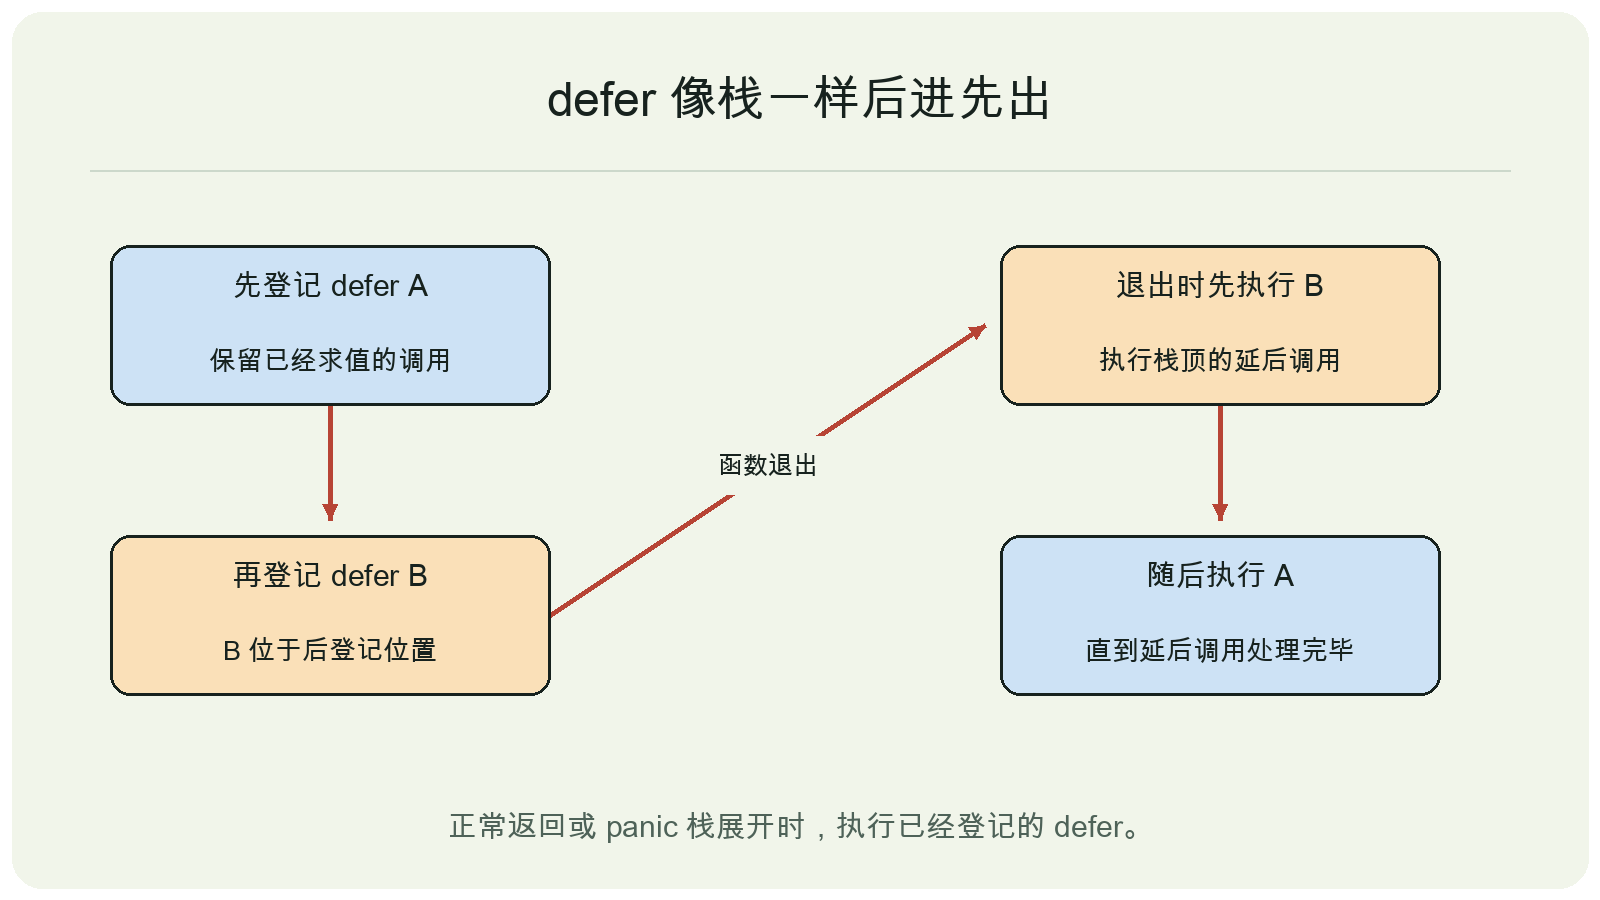 defer 像栈一样后进先出
先登记 defer A
保留已经求值的调用
再登记 defer B
B 位于后登记位置
函数退出
退出时先执行 B
执行栈顶的延后调用
随后执行 A
直到延后调用处理完毕
正常返回或 panic 栈展开时，执行已经登记的 defer。